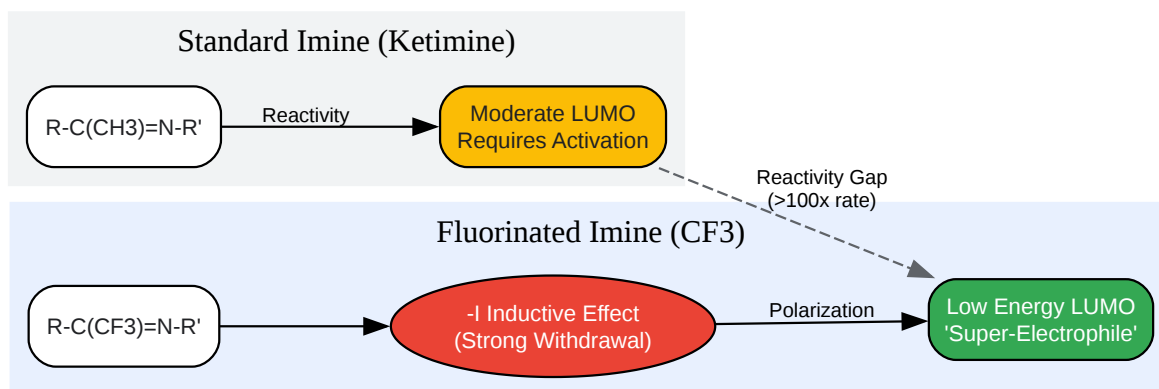 Standard Imine (Ketimine)
R-C(CH3)=N-R'
Reactivity
Moderate LUMO
Requires Activation
Reactivity Gap
(>100x rate)
Fluorinated Imine (CF3)
R-C(CF3)=N-R'
-I Inductive Effect
(Strong Withdrawal)
Polarization
Low Energy LUMO
'Super-Electrophile'